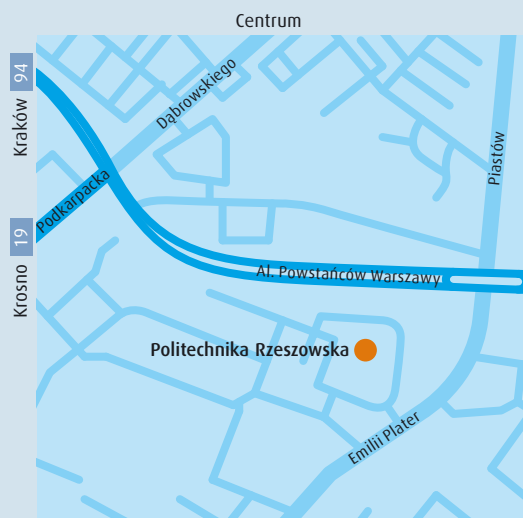 Centrum
Kraków 94
Dąbrowskiego
Piastów
Podkarpacka
Krosno 19
Al. Powstańców Warszawy
Politechnika Rzeszowska
Emilii Plater